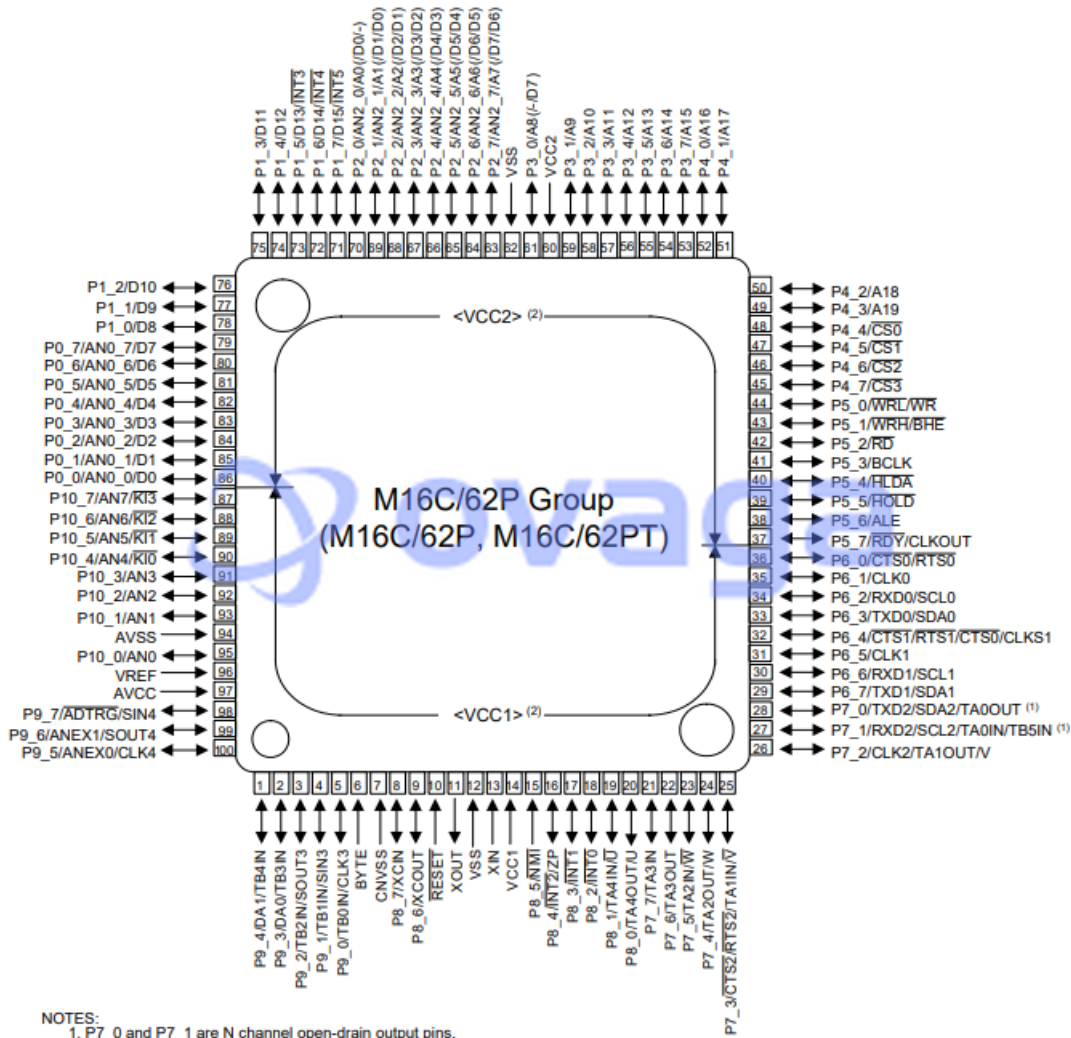 P1_3/D11
P1_4/D12
P1_5/D13/INT3
P1_6/D14/INT4
P1_7/D15/INT5
P2_0/AN2_0/A0(/D0/-)
P2_1/AN2_1/A1(/D1/D0)
P2_2/AN2_2/A2(/D2/D1)
P2_3/AN2_3/A3(/D3/D2)
P2_4/AN2_4/A4(/D4/D3)
P2_5/AN2_5/A5(/D5/D4)
P2_6/AN2_6/A6(/D6/D5)
P2_7/AN2_7/A7(/D7/D6)
VSS
P3_0/A8(/-/D7)
VCC2
P3_1/A9
P3_2/A10
P3_3/A11
P3_4/A12
P3_5/A13
P3_6/A14
P3_7/A15
P4_0/A16
P4_1/A17
75 74 73 72 71 70 69 68 67 66 65 64 63 62 61 60 59 58 57 56 55 54 53 52 51
P1_2/D10 76
P1_1/D9 77
P1_0/D8 78
P0_7/AN0_7/D7 79
P0_6/AN0_6/D6 80
P0_5/AN0_5/D5 81
P0_4/AN0_4/D4 82
P0_3/AN0_3/D3 83
P0_2/AN0_2/D2 84
P0_1/AN0_1/D1 85
P0_0/AN0_0/D0 86
P10_7/AN7/KI3 87
P10_6/AN6/KI2 88
P10_5/AN5/KI1 89
P10_4/AN4/KI0 90
P10_3/AN3 91
P10_2/AN2 92
P10_1/AN1 93
AVSS 94
P10_0/AN0 95
VREF 96
AVCC 97
P9_7/ADTRG/SIN4 98
P9_6/ANEX1/SOUT4 99
P9_5/ANEX0/CLK4 100
<VCC2> (2)
M16C/62P Group
(M16C/62P, M16C/62PT)
ovaga
<VCC1> (2)
50 P4_2/A18
49 P4_3/A19
48 P4_4/CS0
47 P4_5/CS1
46 P4_6/CS2
45 P4_7/CS3
44 P5_0/WRL/WR
43 P5_1/WRH/BHE
42 P5_2/RD
41 P5_3/BCLK
40 P5_4/HLDA
39 P5_5/HOLD
38 P5_6/ALE
37 P5_7/RDY/CLKOUT
36 P6_0/CTS0/RTS0
35 P6_1/CLK0
34 P6_2/RXD0/SCL0
33 P6_3/TXD0/SDA0
32 P6_4/CTS1/RTS1/CTS0/CLKS1
31 P6_5/CLK1
30 P6_6/RXD1/SCL1
29 P6_7/TXD1/SDA1
28 P7_0/TXD2/SDA2/TA0OUT (1)
27 P7_1/RXD2/SCL2/TA0IN/TB5IN (1)
26 P7_2/CLK2/TA1OUT/V
1 2 3 4 5 6 7 8 9 10 11 12 13 14 15 16 17 18 19 20 21 22 23 24 25
P9_4/DA1/TB4IN
P9_3/DA0/TB3IN
P9_2/TB2IN/SOUT3
P9_1/TB1IN/SIN3
P9_0/TB0IN/CLK3
BYTE
CNVSS
P8_7/XCIN
P8_6/XCOUT
RESET
XOUT
VSS
XIN
VCC1
P8_5/NMI
P8_4/INT2/ZP
P8_3/INT1
P8_2/INT0
P8_1/TA4IN/U
P8_0/TA4OUT/U
P7_7/TA3IN
P7_6/TA3OUT
P7_5/TA2IN/W
P7_4/TA2OUT/W
P7_3/CTS2/RTS2/TA1IN/V
NOTES:
1. P7_0 and P7_1 are N channel open-drain output pins.